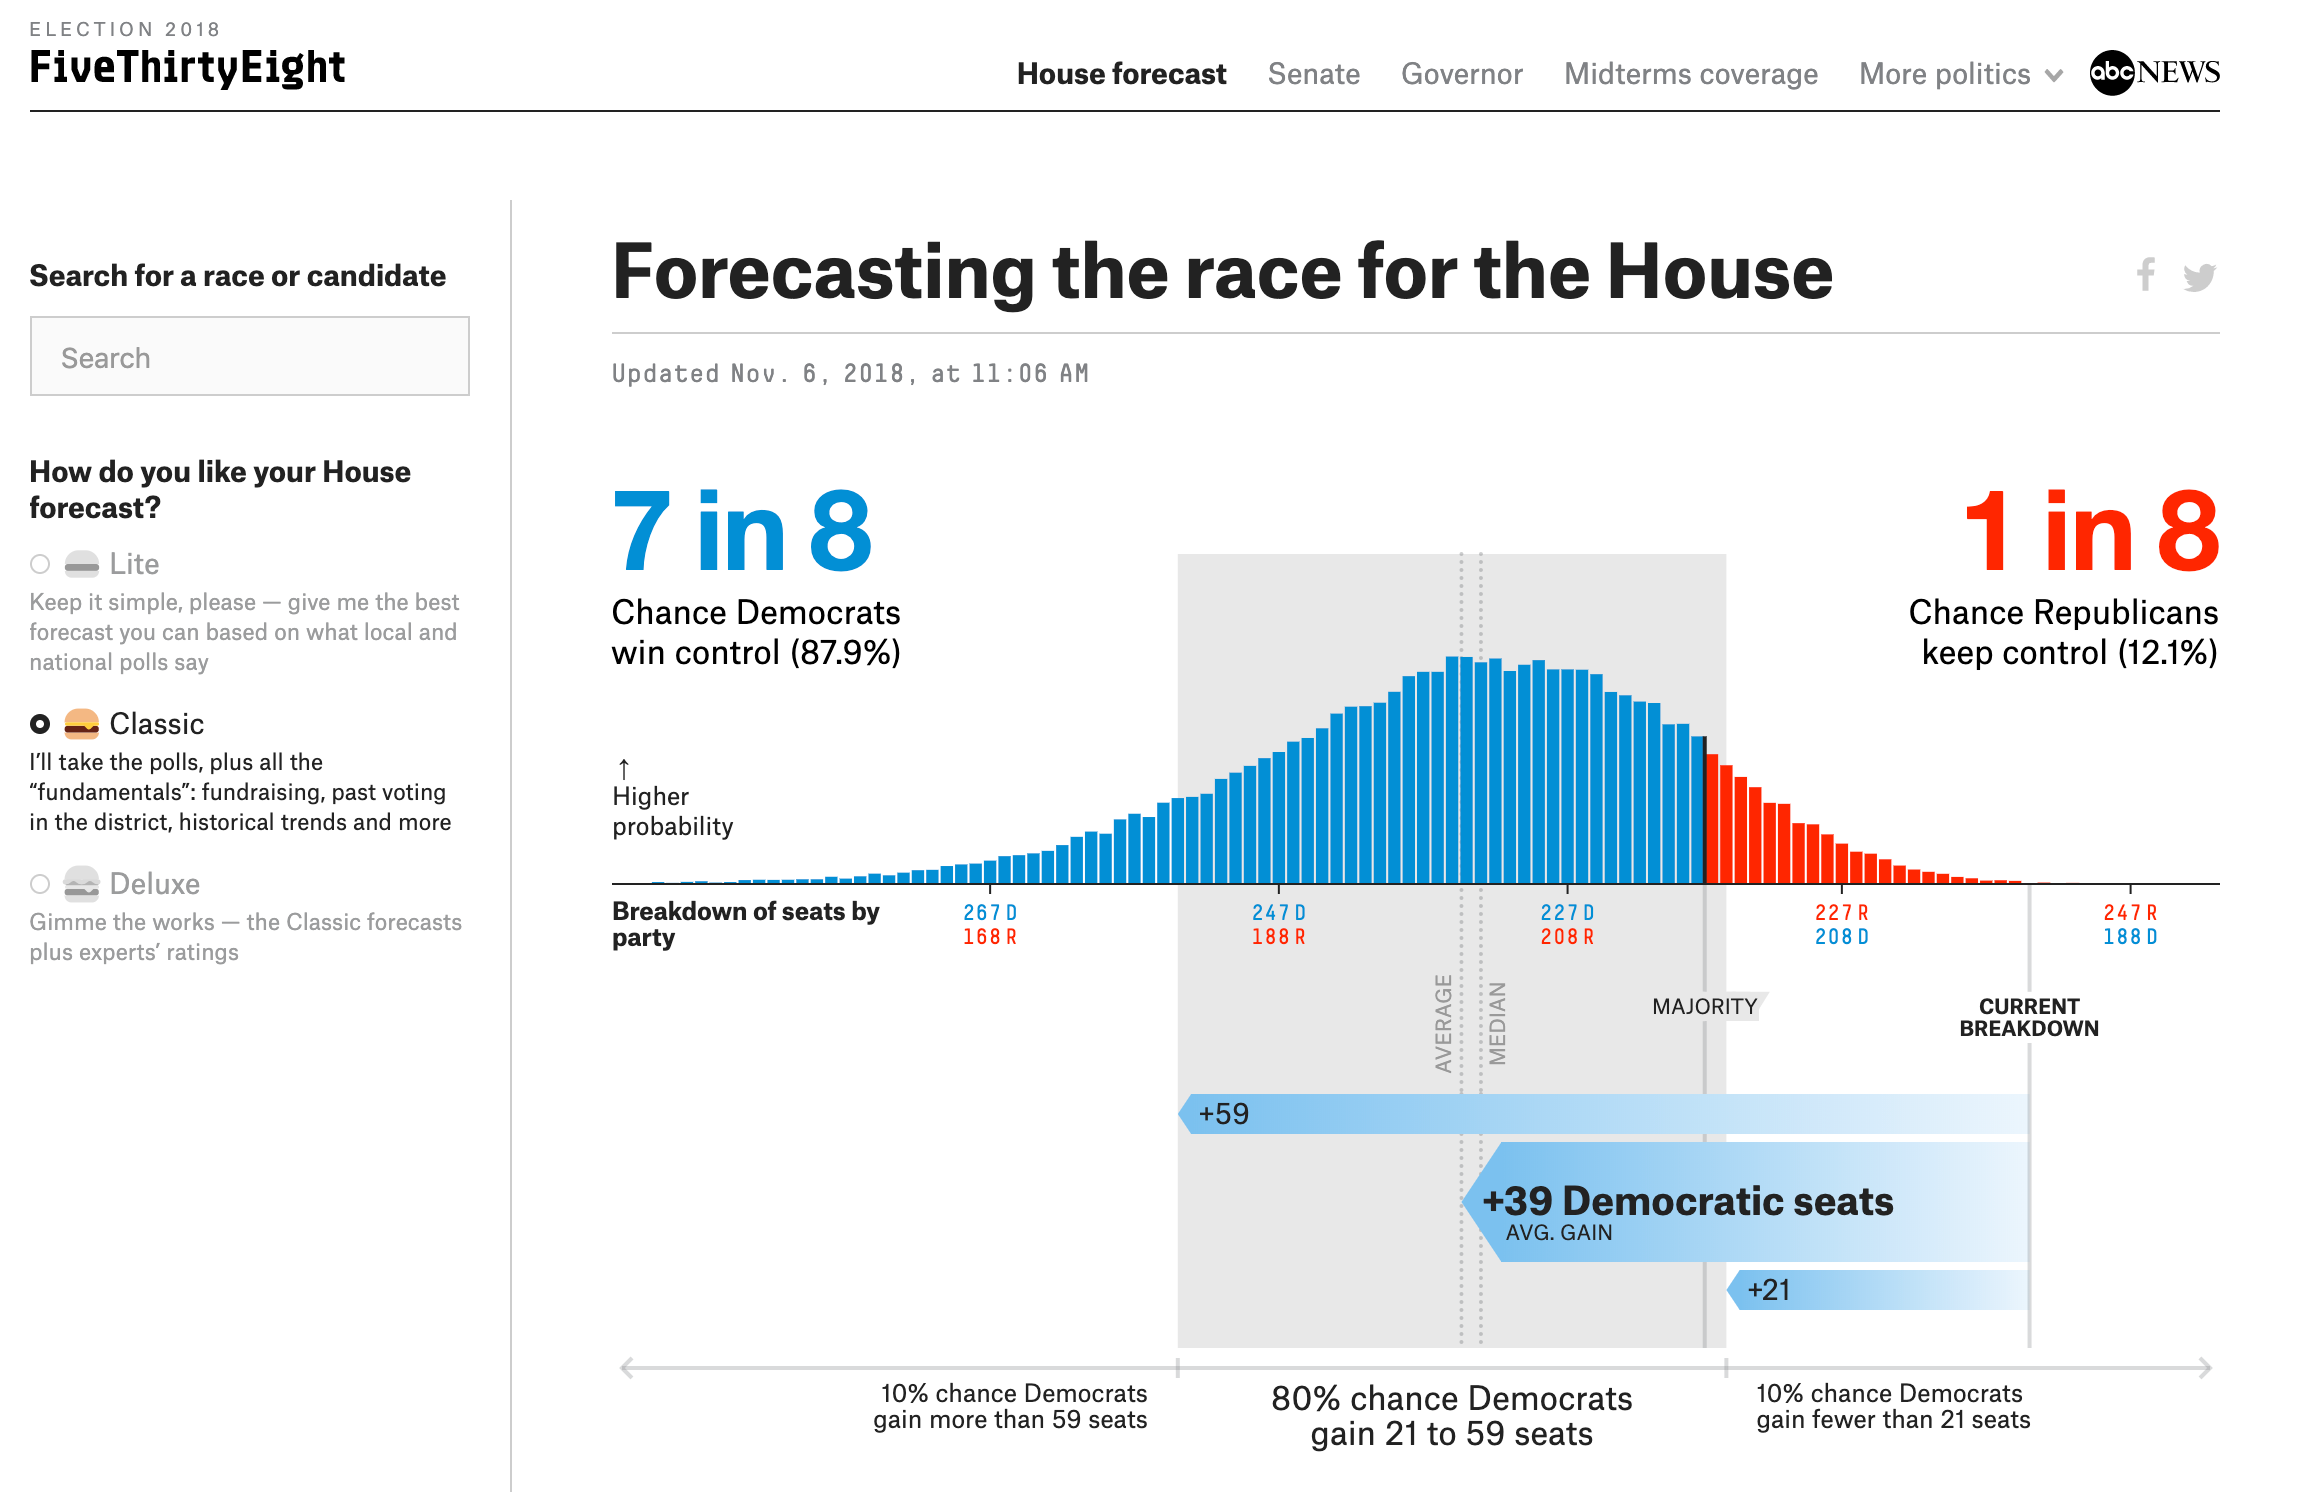 ELECTION 2018
FiveThirtyEight
House forecast
Senate
Governor
Midterms coverage
More politics
abc NEWS
Search for a race or candidate
Search
How do you like your House
forecast?
Lite
Keep it simple, please — give me the best
forecast you can based on what local and
national polls say
Classic
I’ll take the polls, plus all the
“fundamentals”: fundraising, past voting
in the district, historical trends and more
Deluxe
Gimme the works — the Classic forecasts
plus experts’ ratings
Forecasting the race for the House
Updated Nov. 6, 2018, at 11:06 AM
7 in 8
Chance Democrats
win control (87.9%)
1 in 8
Chance Republicans
keep control (12.1%)
↑
Higher
probability
Breakdown of seats by
party
267 D
168 R
247 D
188 R
227 D
208 R
227 R
208 D
247 R
188 D
AVERAGE
MEDIAN
MAJORITY
CURRENT
BREAKDOWN
+59
+39 Democratic seats
AVG. GAIN
+21
10% chance Democrats
gain more than 59 seats
80% chance Democrats
gain 21 to 59 seats
10% chance Democrats
gain fewer than 21 seats